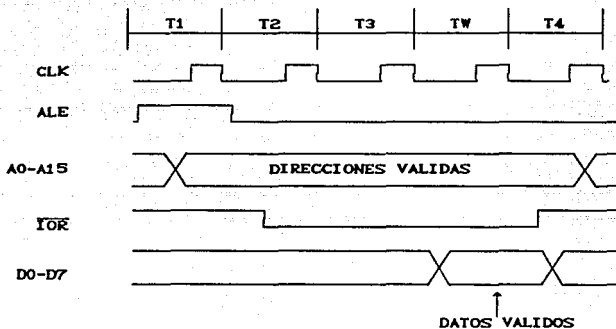 T1 T2 T3 TW T4
CLK
ALE
A0-A15 DIRECCIONES VALIDAS
IOR
D0-D7
DATOS VALIDOS